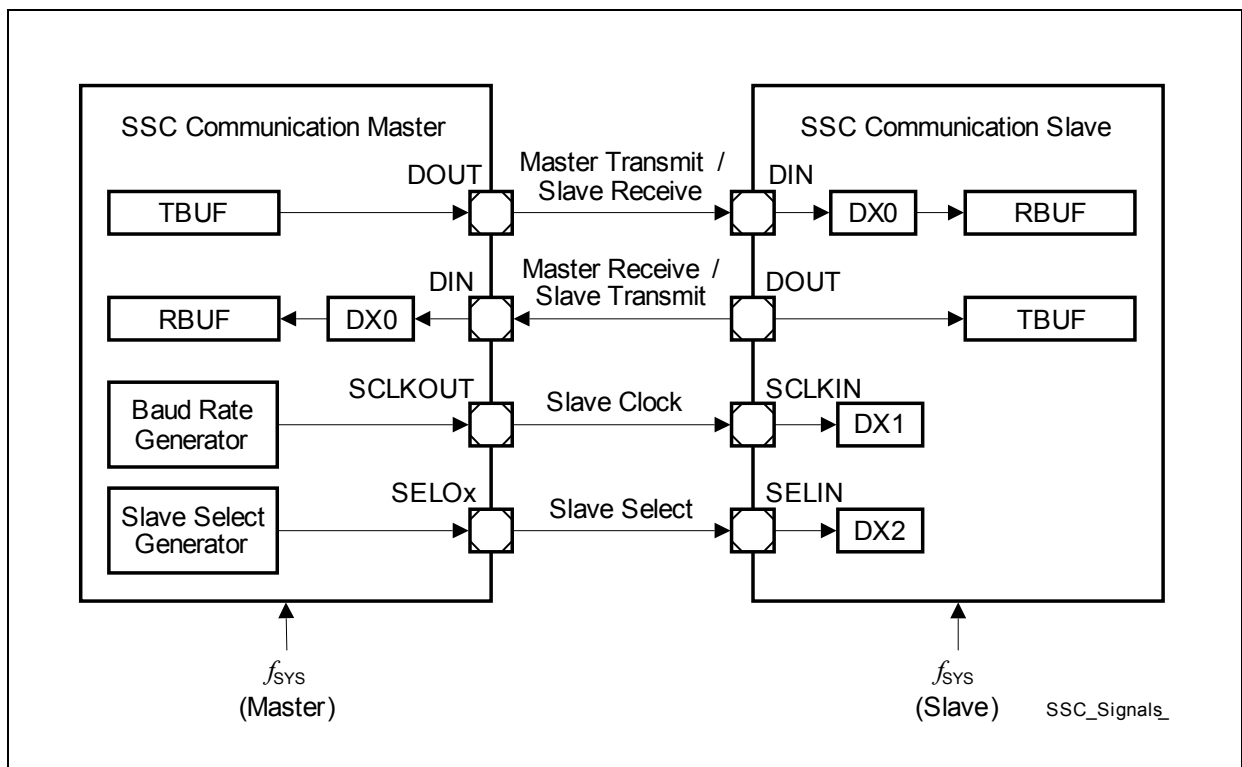 SSC Communication Master
SSC Communication Slave
DOUT
Master Transmit /
Slave Receive
DIN
TBUF
DX0
RBUF
DIN
Master Receive /
Slave Transmit
DOUT
RBUF
DX0
TBUF
SCLKOUT
SCLKIN
Baud Rate
Generator
Slave Clock
DX1
SELOx
SELIN
Slave Select
Generator
Slave Select
DX2
fSYS
(Master)
fSYS
(Slave)
SSC_Signals_